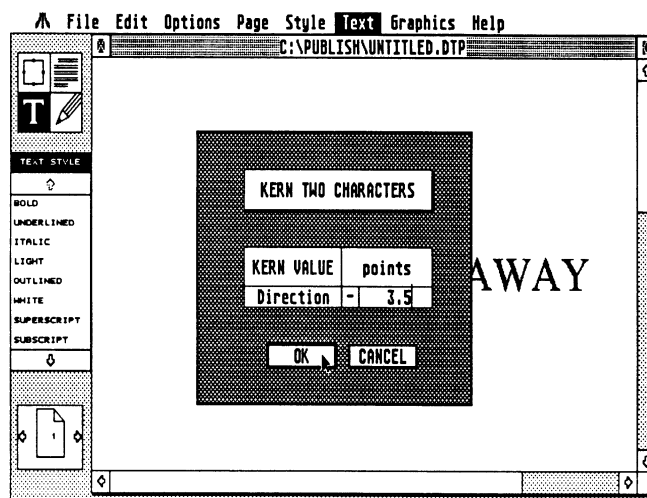 File Edit Options Page Style Text Graphics Help
C:\PUBLISH\UNTITLED.DTP
T
TEXT STYLE
BOLD
UNDERLINED
ITALIC
LIGHT
OUTLINED
WHITE
SUPERSCRIPT
SUBSCRIPT
1
KERN TWO CHARACTERS
KERN VALUE points
Direction - 3.5
OK CANCEL
AWAY